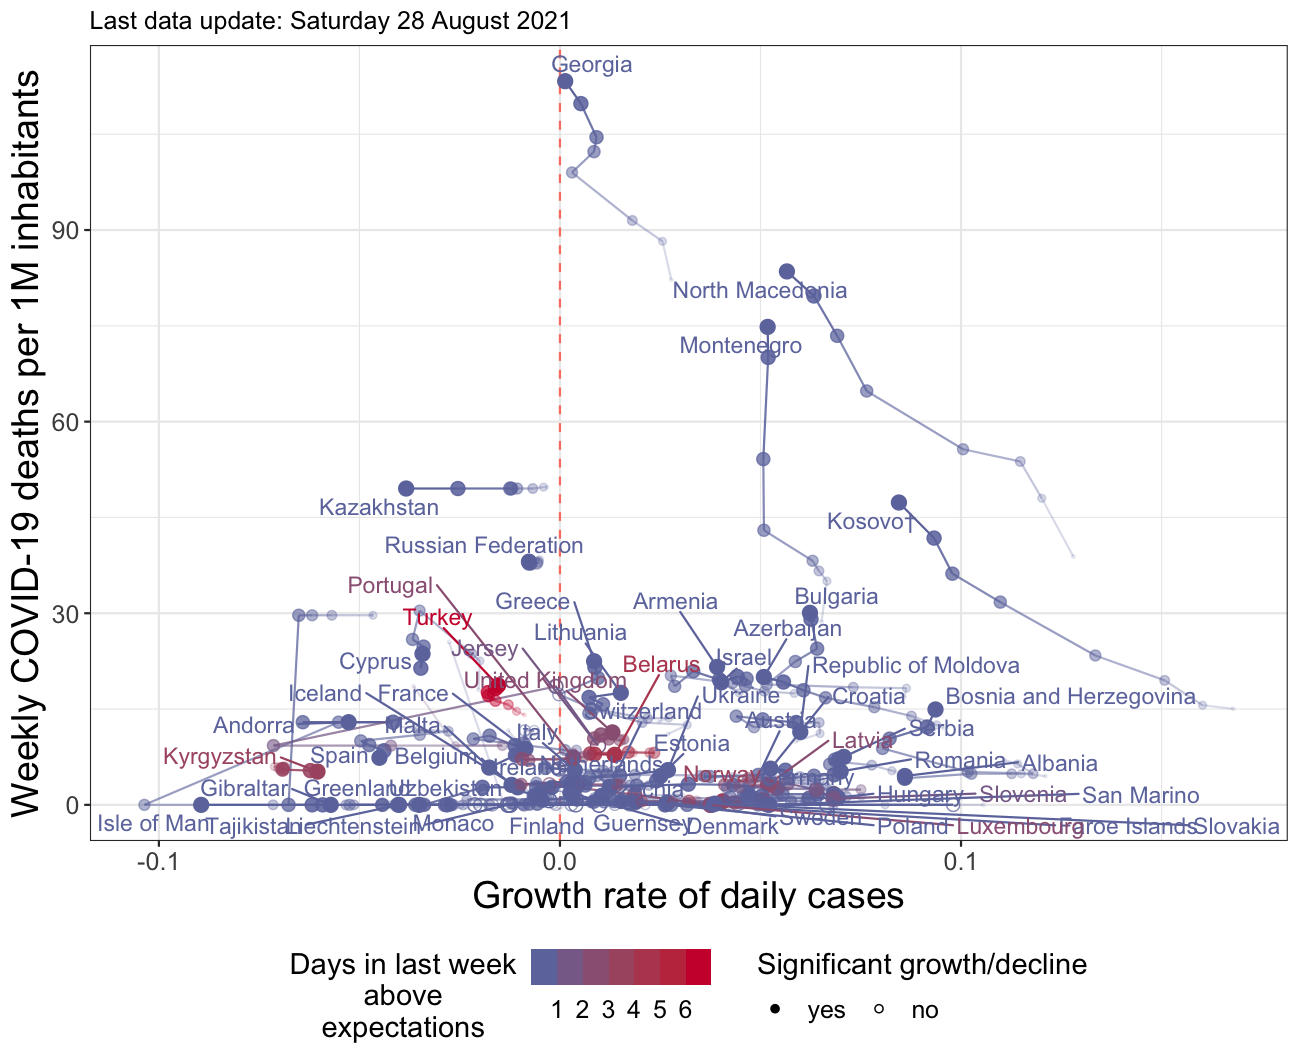 Last data update: Saturday 28 August 2021
Weekly COVID-19 deaths per 1M inhabitants
Georgia
90
North Macedonia
Montenegro
60
Kazakhstan
Kosovo†
Russian Federation
Portugal
Greece
Armenia
Bulgaria
30
Turkey
Lithuania
Azerbaijan
Jersey
Cyprus
Belarus
Israel
Republic of Moldova
United Kingdom
Iceland
France
Ukraine
Croatia
Bosnia and Herzegovina
Switzerland
Andorra
Malta
Italy
Austria
Serbia
Kyrgyzstan
Spain
Belgium
Estonia
Latvia
Ireland
Romania
Albania
Norway
Gibraltar
Greenland
Uzbekistan
Hungary
Slovenia
San Marino
0
Isle of Man
Tajikistan
Liechtenstein
Monaco
Finland
Guernsey
Denmark
Sweden
Poland
Luxembourg
Faroe Islands
Slovakia
-0.1
0.0
0.1
Growth rate of daily cases
Days in last week
above
expectations
1 2 3 4 5 6
Significant growth/decline
yes
no